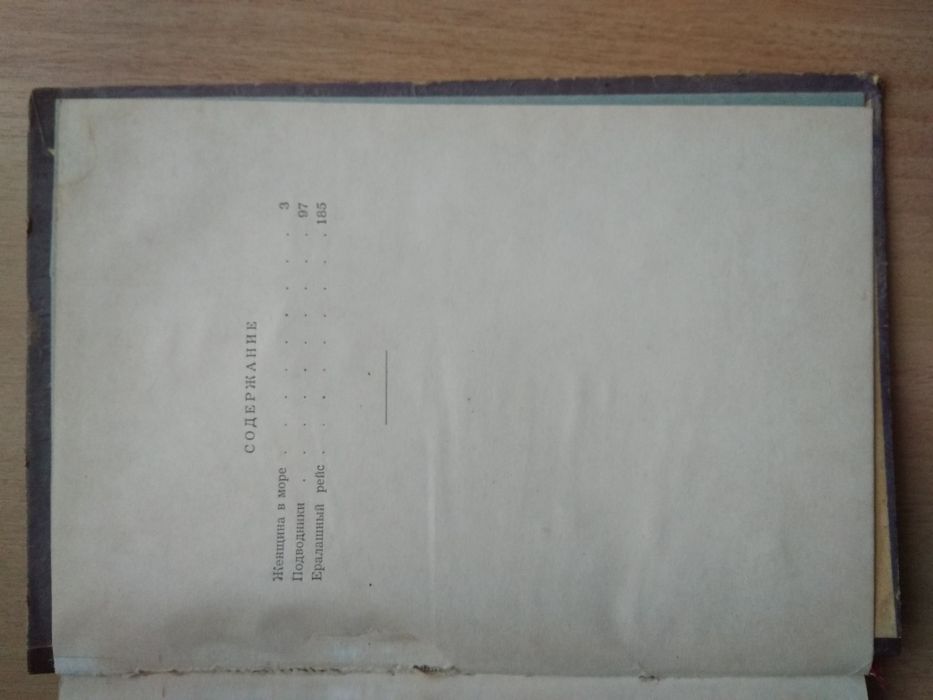 СОДЕРЖАНИЕ
Женщина в море . . . . . . . . . . 3
Подводники . . . . . . . . . . 97
Ералашный рейс . . . . . . . . . 185